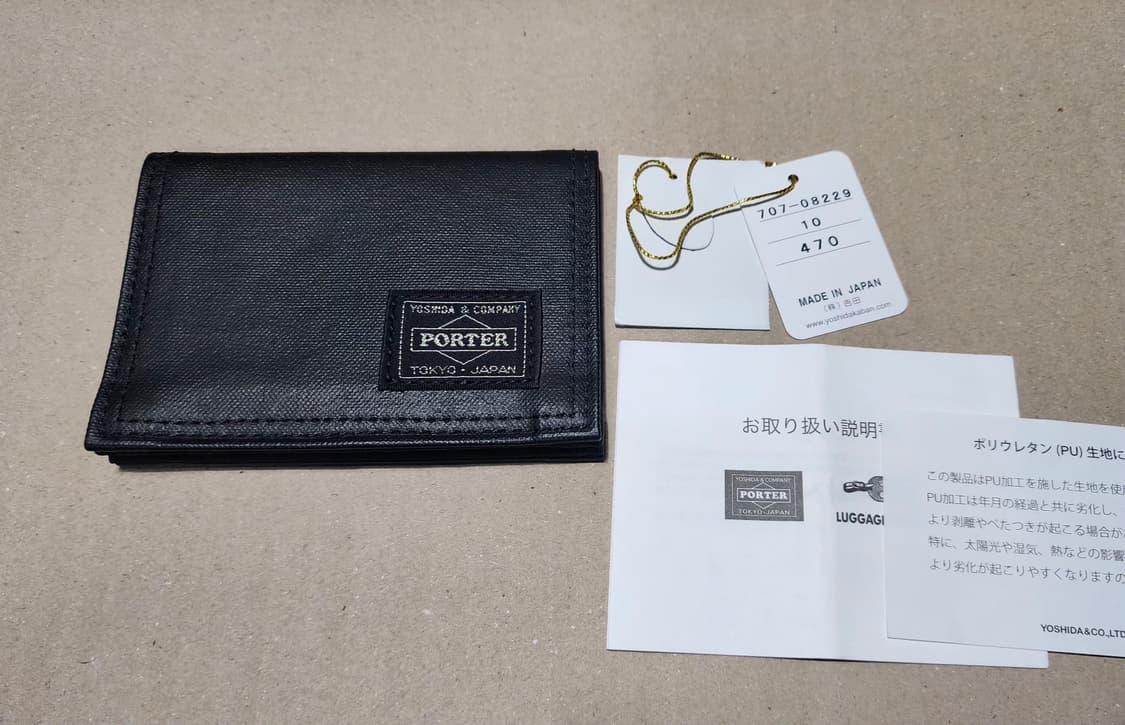 YOSHIDA & COMPANY
PORTER
TOKYO - JAPAN
707-08229
10
470
MADE IN JAPAN
(株)吉田
www.yoshidakaban.com
お取り扱い説明
YOSHIDA & COMPANY
PORTER
TOKYO-JAPAN
LUGGAGE
ポリウレタン(PU)生地に
この製品はPU加工を施した生地を使
PU加工は年月の経過と共に劣化し、
より剥離やべたつきが起こる場合が
特に、太陽光や湿気、熱などの影響
より劣化が起こりやすくなりますの
YOSHIDA&CO.,LTD